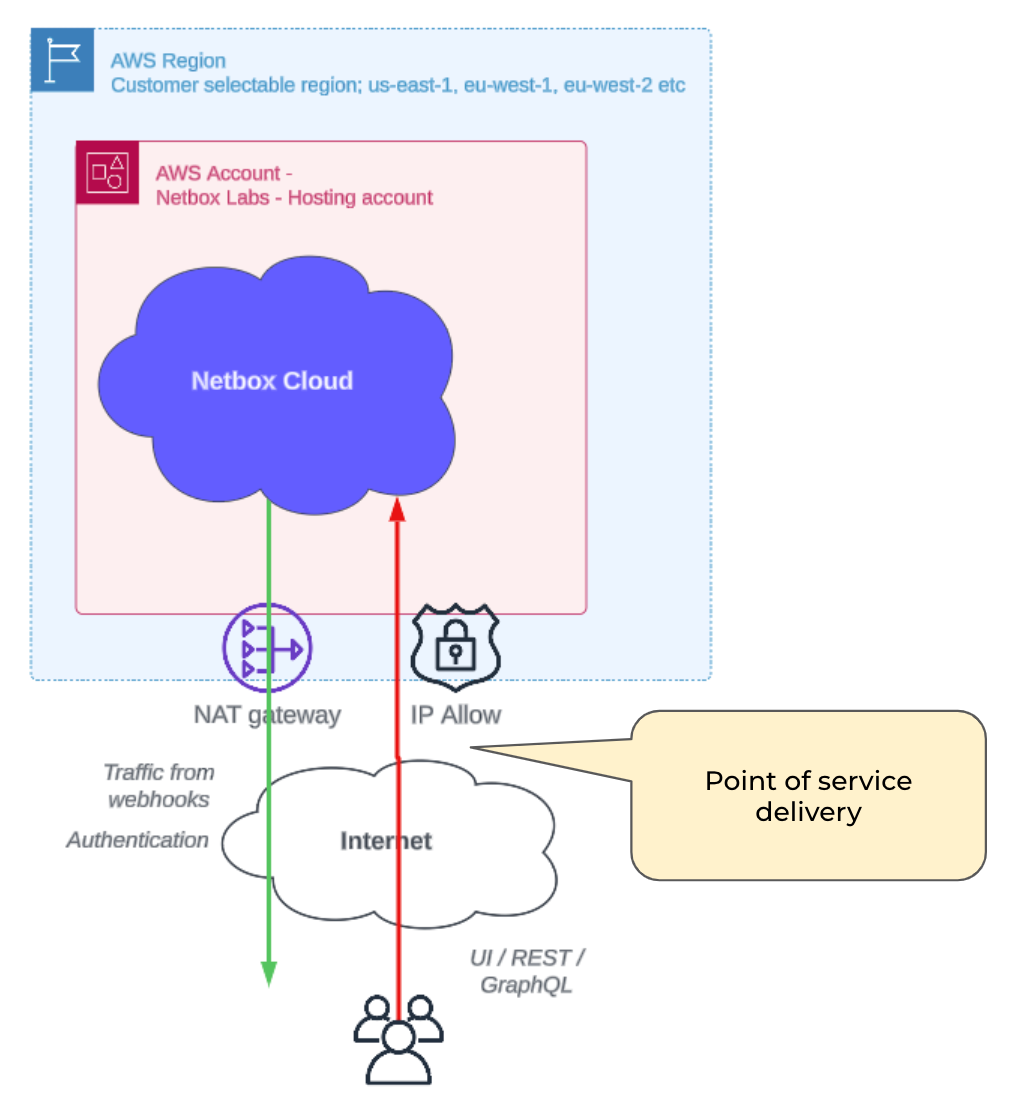 AWS Region
Customer selectable region; us-east-1, eu-west-1, eu-west-2 etc
AWS Account -
Netbox Labs - Hosting account
Netbox Cloud
NAT gateway
IP Allow
Traffic from
webhooks
Authentication
Internet
Point of service
delivery
UI / REST /
GraphQL